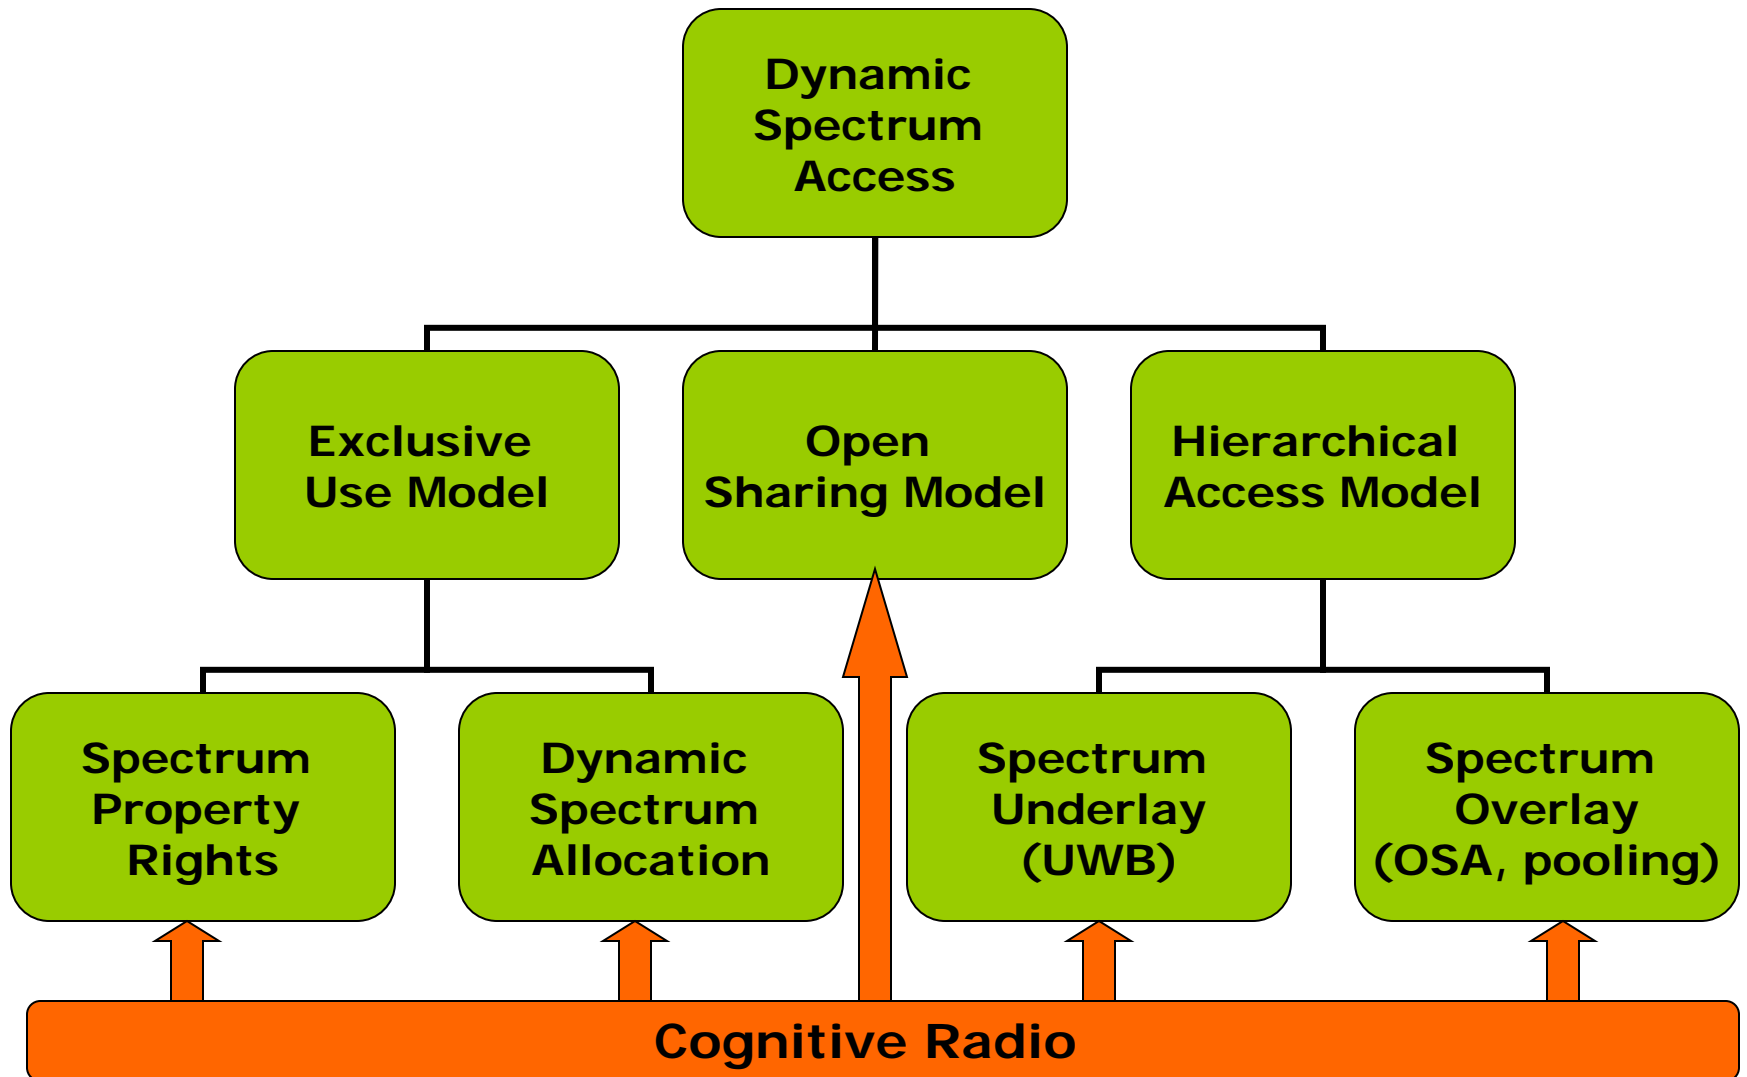 Dynamic
Spectrum
Access
Exclusive
Use Model
Open
Sharing Model
Hierarchical
Access Model
Spectrum
Property
Rights
Dynamic
Spectrum
Allocation
Spectrum
Underlay
(UWB)
Spectrum
Overlay
(OSA, pooling)
Cognitive Radio